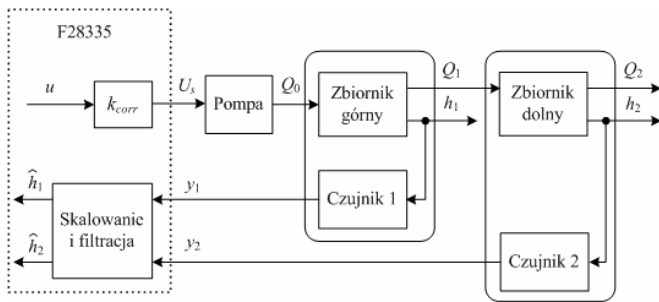 F28335
u
k_corr
U_s
Pompa
Q_0
Zbiornik
górny
Q_1
h_1
Zbiornik
dolny
Q_2
h_2
ĥ_1
ĥ_2
Skalowanie
i filtracja
y_1
y_2
Czujnik 1
Czujnik 2